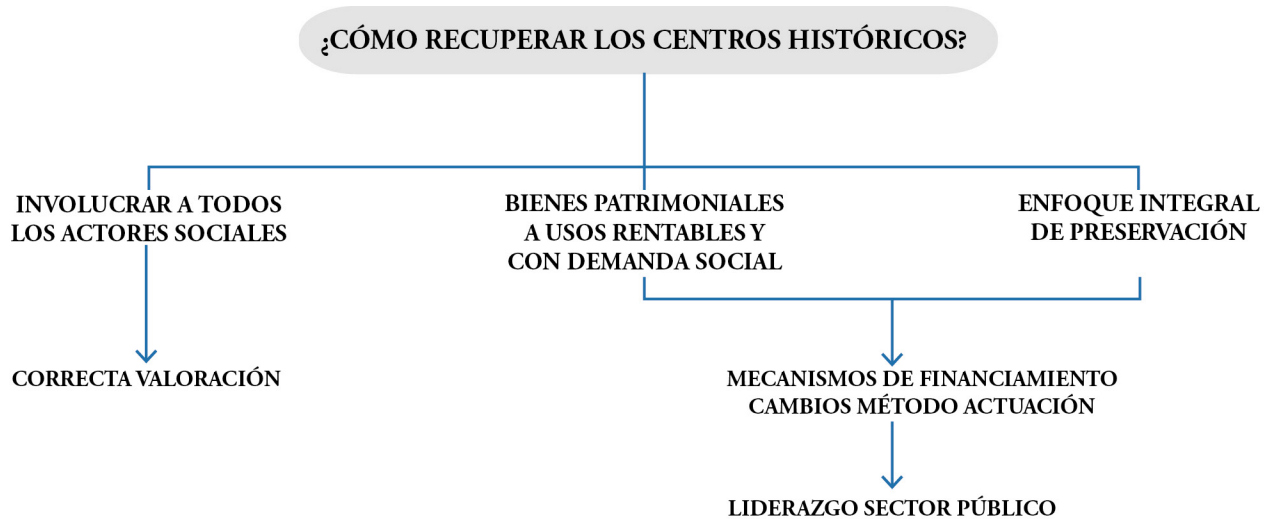 ¿CÓMO RECUPERAR LOS CENTROS HISTÓRICOS?
INVOLUCRAR A TODOS
LOS ACTORES SOCIALES
BIENES PATRIMONIALES
A USOS RENTABLES Y
CON DEMANDA SOCIAL
ENFOQUE INTEGRAL
DE PRESERVACIÓN
CORRECTA VALORACIÓN
MECANISMOS DE FINANCIAMIENTO
CAMBIOS MÉTODO ACTUACIÓN
LIDERAZGO SECTOR PÚBLICO